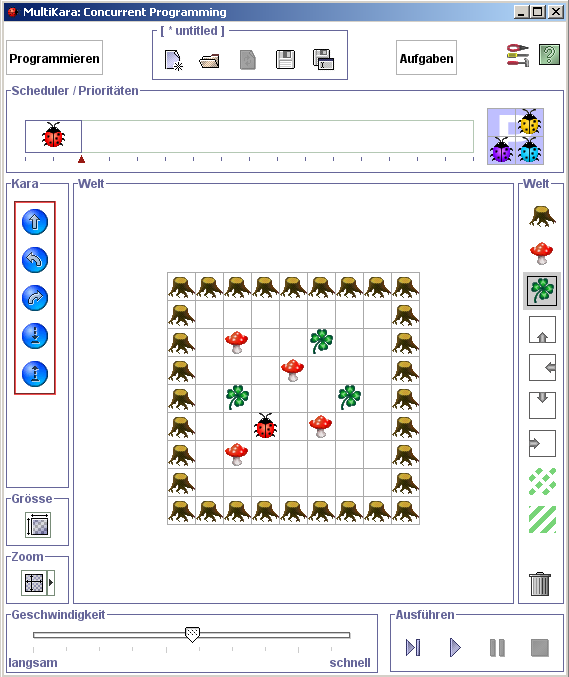 MultiKara: Concurrent Programming
Programmieren
[ * untitled ]
Aufgaben
Scheduler / Prioritäten
Kara
Welt
Welt
Grösse
Zoom
Geschwindigkeit
langsam
schnell
Ausführen